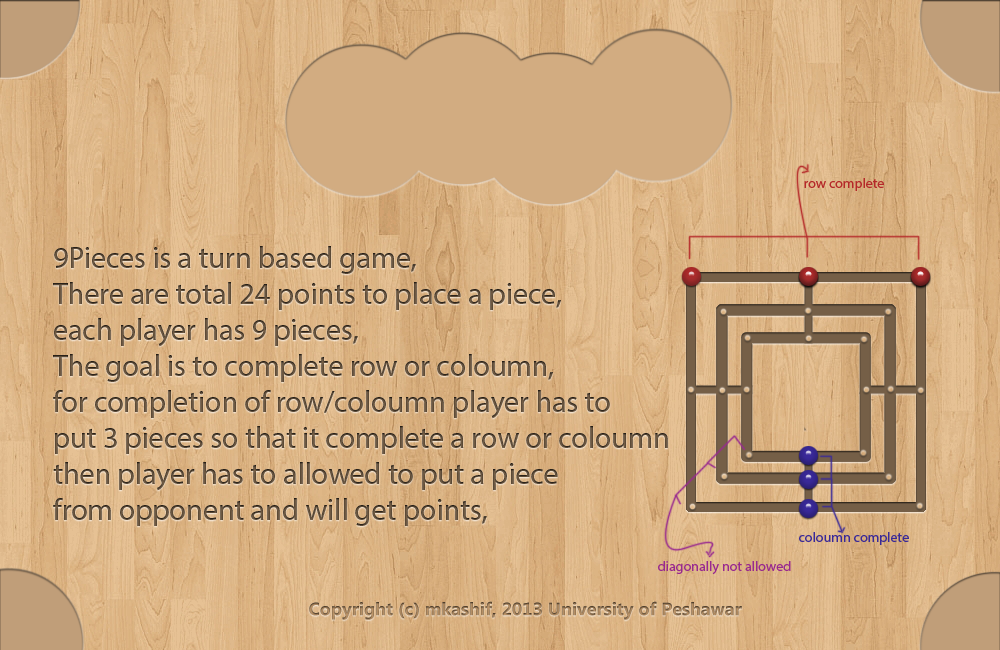 row complete
9Pieces is a turn based game,
There are total 24 points to place a piece,
each player has 9 pieces,
The goal is to complete row or coloumn,
for completion of row/coloumn player has to
put 3 pieces so that it complete a row or coloumn
then player has to allowed to put a piece
from opponent and will get points,
coloumn complete
diagonally not allowed
Copyright (c) mkashif, 2013 University of Peshawar